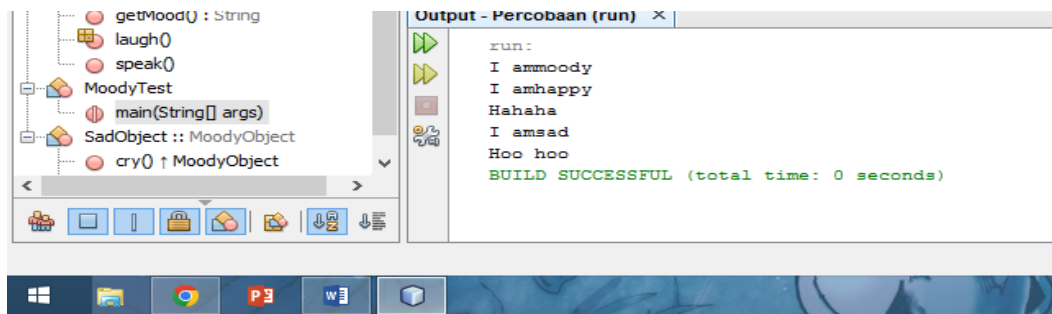 getMood() : String
laugh()
speak()
MoodyTest
main(String[] args)
SadObject :: MoodyObject
cry() ↑ MoodyObject
Output - Percobaan (run) ×
run:
I ammoody
I amhappy
Hahaha
I amsad
Hoo hoo
BUILD SUCCESSFUL (total time: 0 seconds)